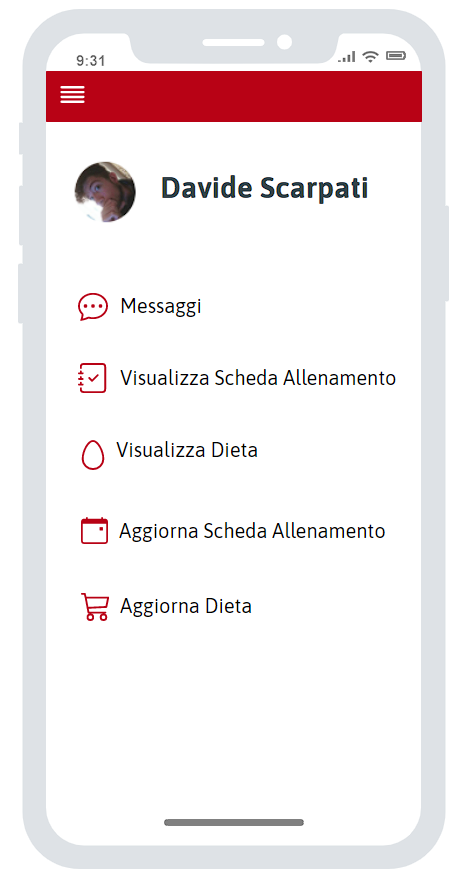 9:31
Davide Scarpati
Messaggi
Visualizza Scheda Allenamento
Visualizza Dieta
Aggiorna Scheda Allenamento
Aggiorna Dieta